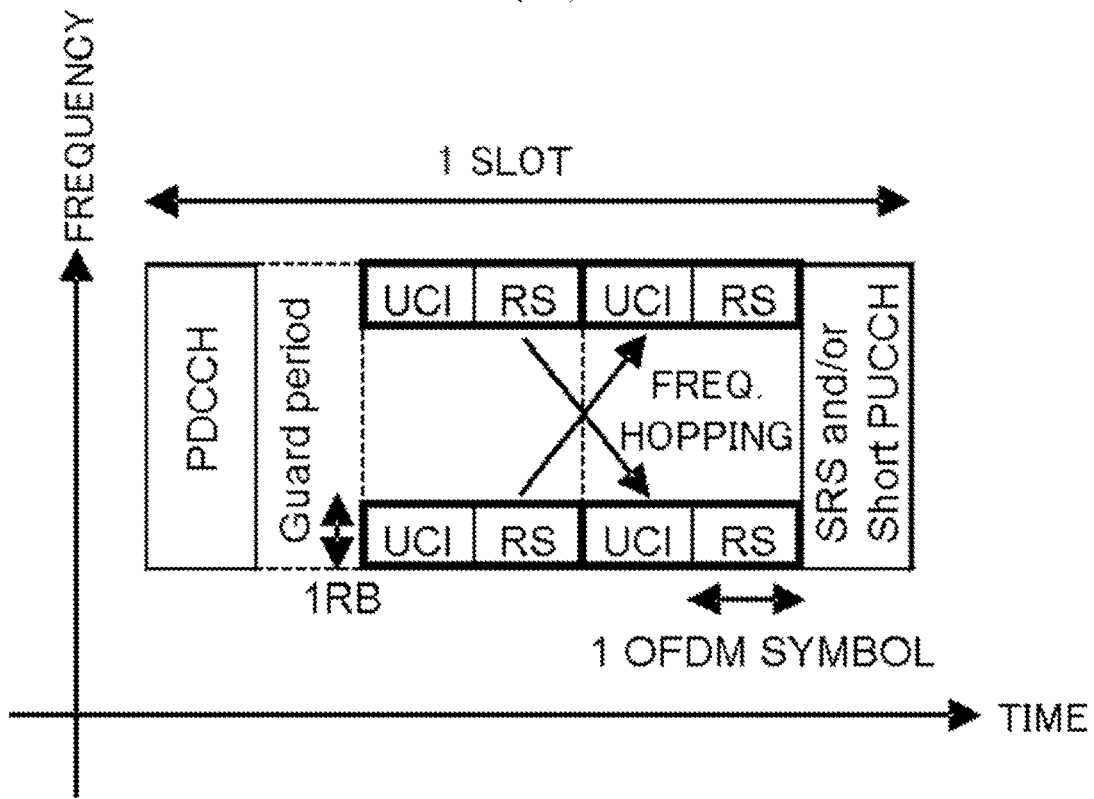 FREQUENCY
1 SLOT
PDCCH
Guard period
UCI RS UCI RS
FREQ.
HOPPING
UCI RS UCI RS
SRS and/or
Short PUCCH
1RB
1 OFDM SYMBOL
TIME